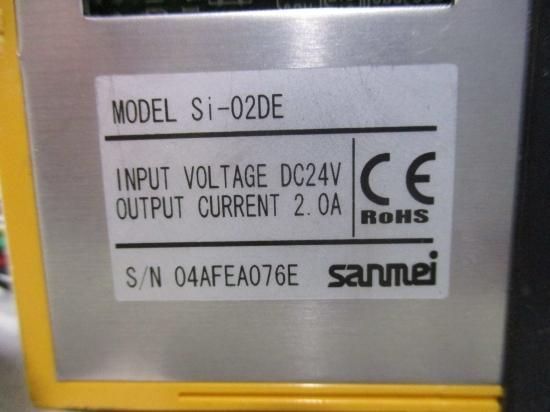 MODEL Si-02DE
INPUT VOLTAGE DC24V
OUTPUT CURRENT 2.0A
CE
RoHS
S/N 04AFEA076E
sanmei